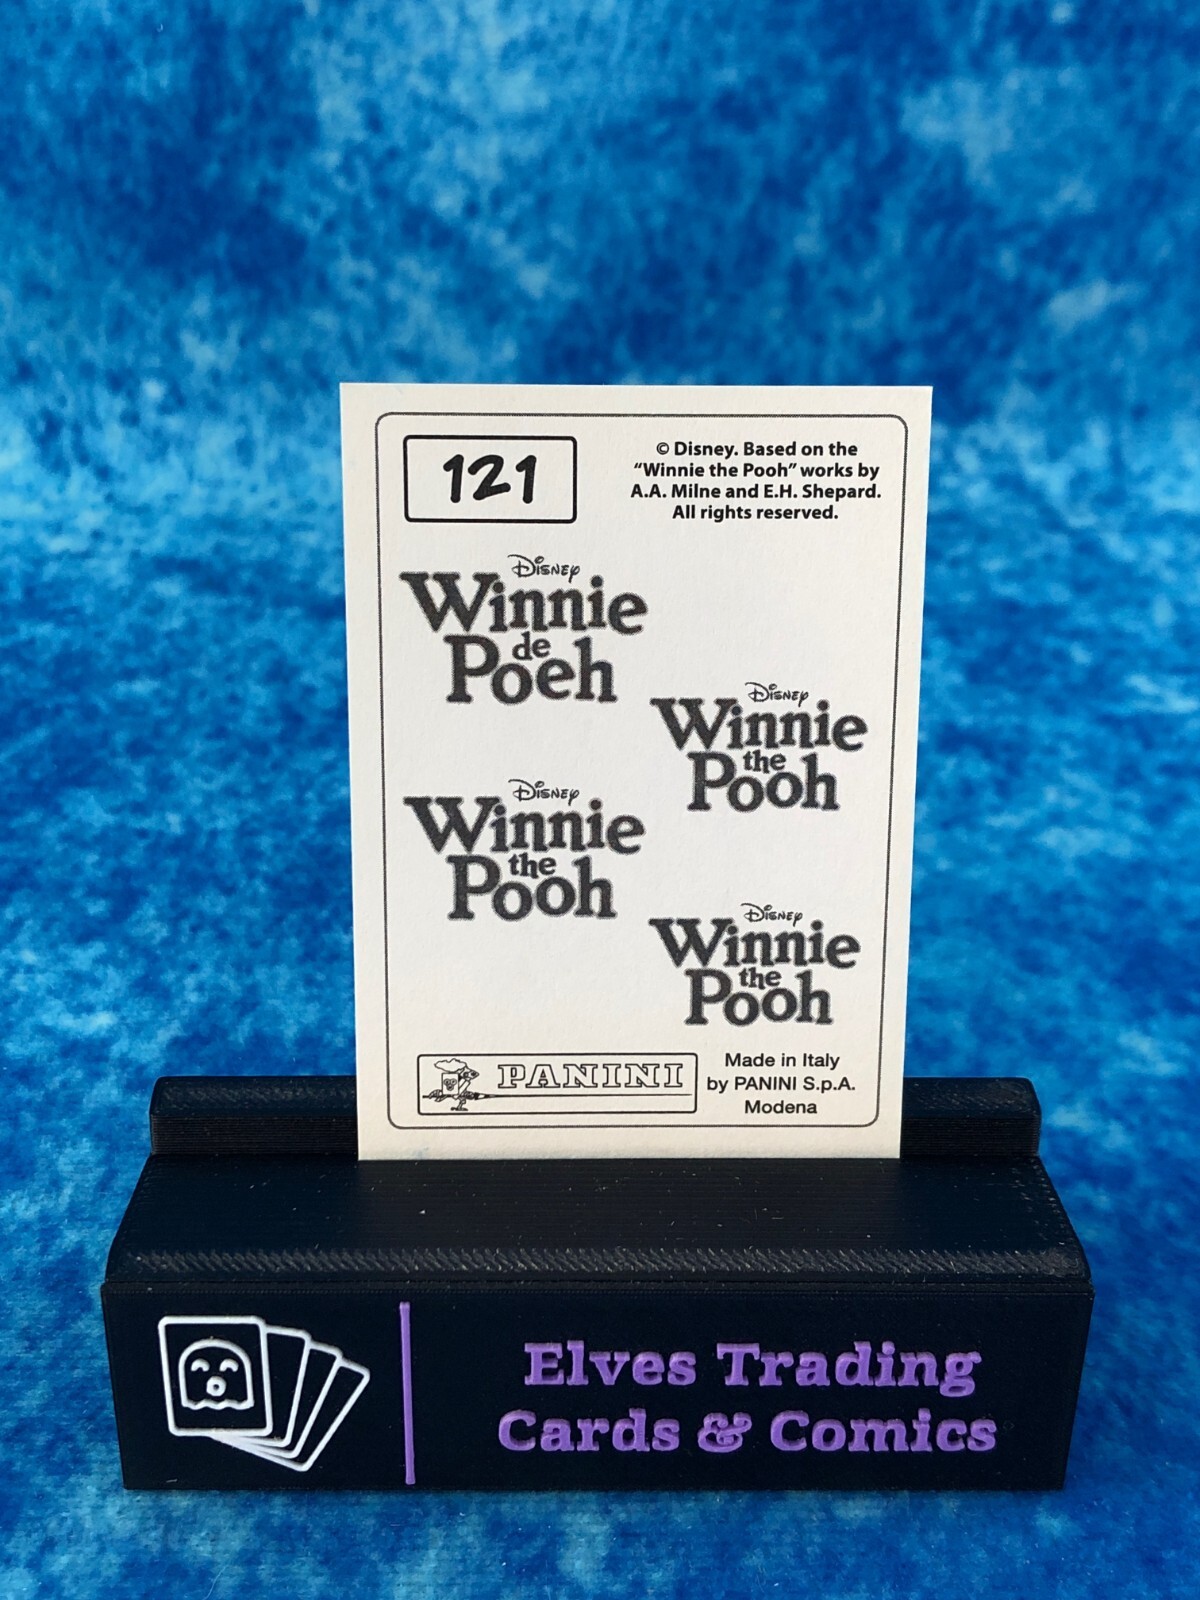 121
© Disney. Based on the
“Winnie the Pooh” works by
A.A. Milne and E.H. Shepard.
All rights reserved.
Disney
Winnie
de
Poeh
Disney
Winnie
the
Pooh
Disney
Winnie
the
Pooh
Disney
Winnie
the
Pooh
PANINI
Made in Italy
by PANINI S.p.A.
Modena
Elves Trading
Cards & Comics